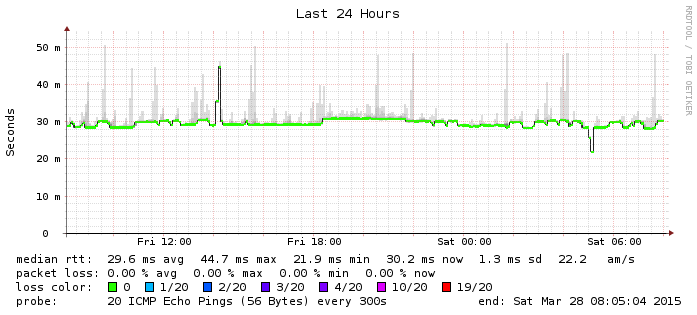 Last 24 Hours
RRDTOOL / TOBI OETIKER
Seconds
50 m
40 m
30 m
20 m
10 m
0
Fri 12:00 Fri 18:00 Sat 00:00 Sat 06:00
median rtt: 29.6 ms avg 44.7 ms max 21.9 ms min 30.2 ms now 1.3 ms sd 22.2 am/s
packet loss: 0.00 % avg 0.00 % max 0.00 % min 0.00 % now
loss color: 0 1/20 2/20 3/20 4/20 10/20 19/20
probe: 20 ICMP Echo Pings (56 Bytes) every 300s end: Sat Mar 28 08:05:04 2015